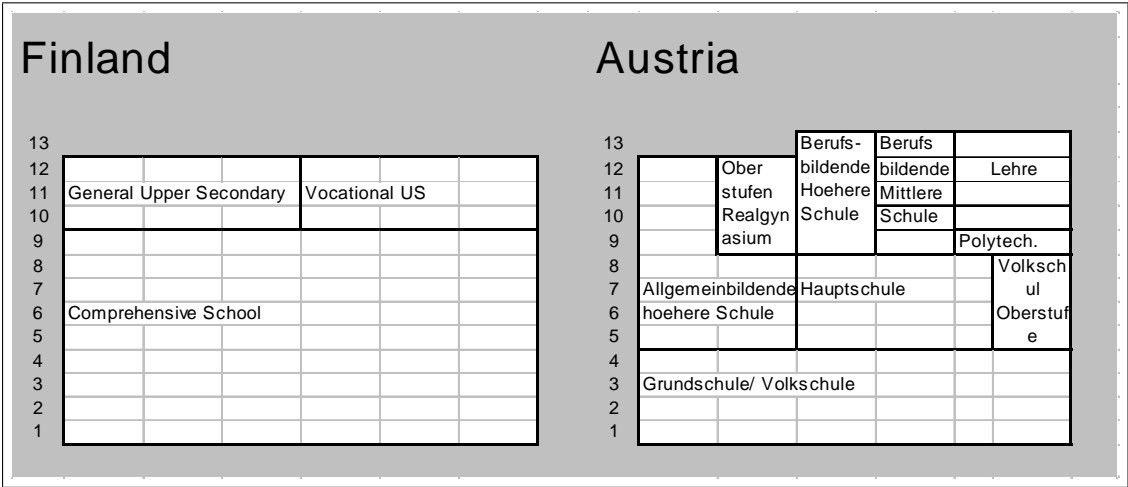 Finland
13
12
11 General Upper Secondary Vocational US
10
9
8
7
6 Comprehensive School
5
4
3
2
1
Austria
13 Berufs- Berufs
12 Ober bildende bildende Lehre
11 stufen Hoehere Mittlere
10 Realgyn Schule Schule
9 asium Polytech.
8 Volksch
7 Allgemeinbildende Hauptschule ul
6 hoehere Schule Oberstuf
5 e
4
3 Grundschule/ Volkschule
2
1